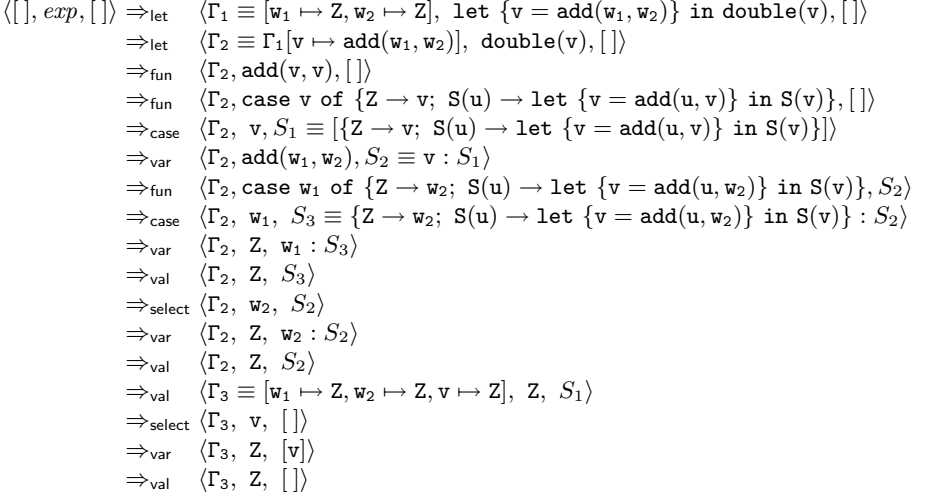 ⟨[ ], exp, [ ]⟩ ⇒let ⟨Γ1 ≡ [w1 ↦ Z, w2 ↦ Z], let {v = add(w1, w2)} in double(v), [ ]⟩
⇒let ⟨Γ2 ≡ Γ1[v ↦ add(w1, w2)], double(v), [ ]⟩
⇒fun ⟨Γ2, add(v, v), [ ]⟩
⇒fun ⟨Γ2, case v of {Z → v; S(u) → let {v = add(u, v)} in S(v)}, [ ]⟩
⇒case ⟨Γ2, v, S1 ≡ [{Z → v; S(u) → let {v = add(u, v)} in S(v)}]⟩
⇒var ⟨Γ2, add(w1, w2), S2 ≡ v : S1⟩
⇒fun ⟨Γ2, case w1 of {Z → w2; S(u) → let {v = add(u, w2)} in S(v)}, S2⟩
⇒case ⟨Γ2, w1, S3 ≡ {Z → w2; S(u) → let {v = add(u, w2)} in S(v)} : S2⟩
⇒var ⟨Γ2, Z, w1 : S3⟩
⇒val ⟨Γ2, Z, S3⟩
⇒select ⟨Γ2, w2, S2⟩
⇒var ⟨Γ2, Z, w2 : S2⟩
⇒val ⟨Γ2, Z, S2⟩
⇒val ⟨Γ3 ≡ [w1 ↦ Z, w2 ↦ Z, v ↦ Z], Z, S1⟩
⇒select ⟨Γ3, v, [ ]⟩
⇒var ⟨Γ3, Z, [v]⟩
⇒val ⟨Γ3, Z, [ ]⟩